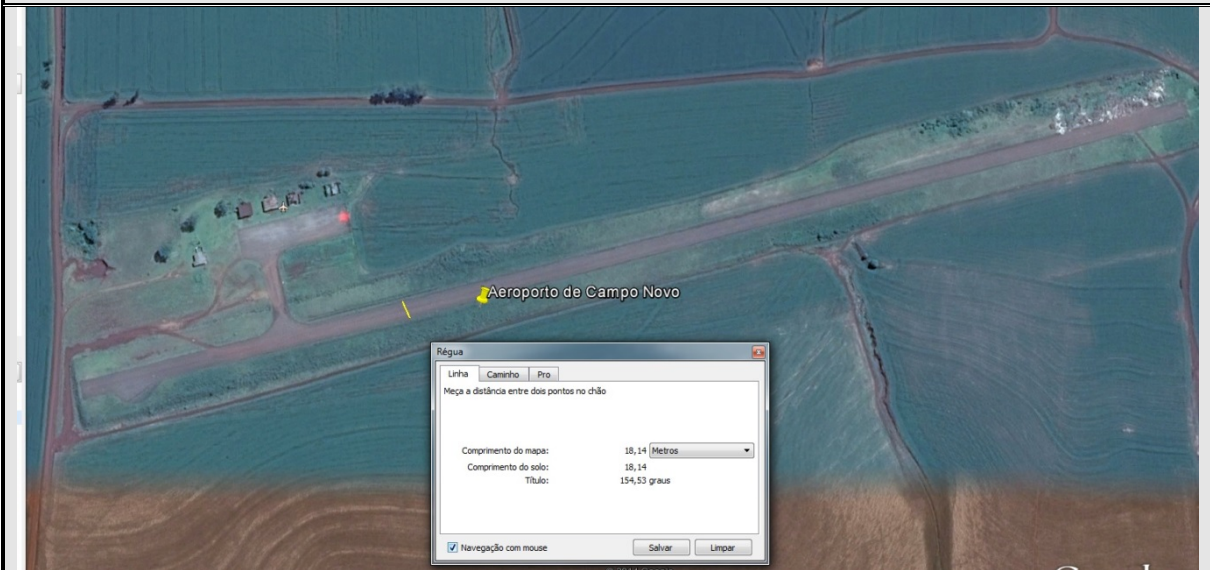 Aeroporto de Campo Novo
Régua
Linha Caminho Pro
Meça a distância entre dois pontos no chão
Comprimento do mapa: 18,14 Metros
Comprimento do solo: 18,14
Título: 154,53 graus
Navegação com mouse Salvar Limpar